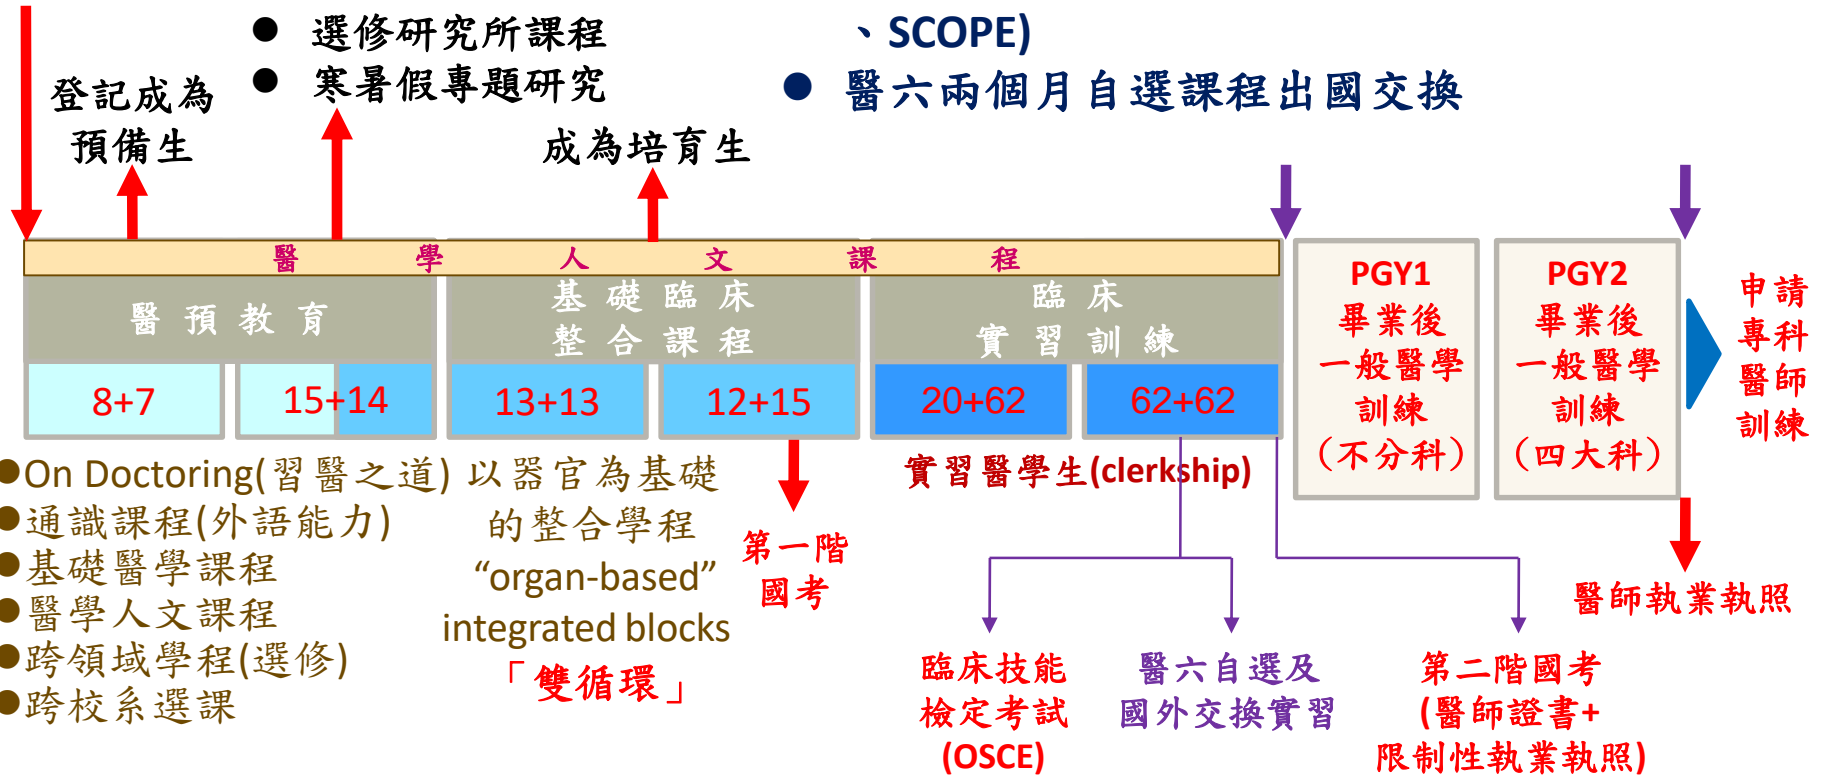 ● 選修研究所課程
● 寒暑假專題研究
、SCOPE)
● 醫六兩個月自選課程出國交換
登記成為
預備生
成為培育生
醫學人文課程
醫預教育
基礎臨床
整合課程
臨床
實習訓練
8+7
15+14
13+13
12+15
20+62
62+62
PGY1
畢業後
一般醫學
訓練
(不分科)
PGY2
畢業後
一般醫學
訓練
(四大科)
申請
專科
醫師
訓練
●On Doctoring(習醫之道)
●通識課程(外語能力)
●基礎醫學課程
●醫學人文課程
●跨領域學程(選修)
●跨校系選課
以器官為基礎
的整合學程
“organ-based”
integrated blocks
「雙循環」
第一階
國考
實習醫學生(clerkship)
臨床技能
檢定考試
(OSCE)
醫六自選及
國外交換實習
第二階國考
(醫師證書+
限制性執業執照)
醫師執業執照